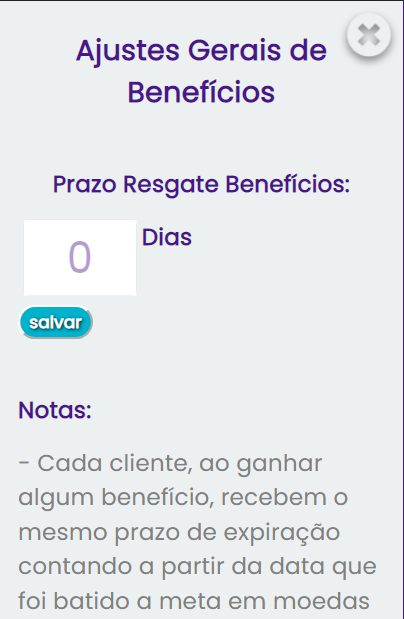 Ajustes Gerais de
Benefícios
Prazo Resgate Benefícios:
0 Dias
salvar
Notas:
- Cada cliente, ao ganhar
algum benefício, recebem o
mesmo prazo de expiração
contando a partir da data que
foi batido a meta em moedas